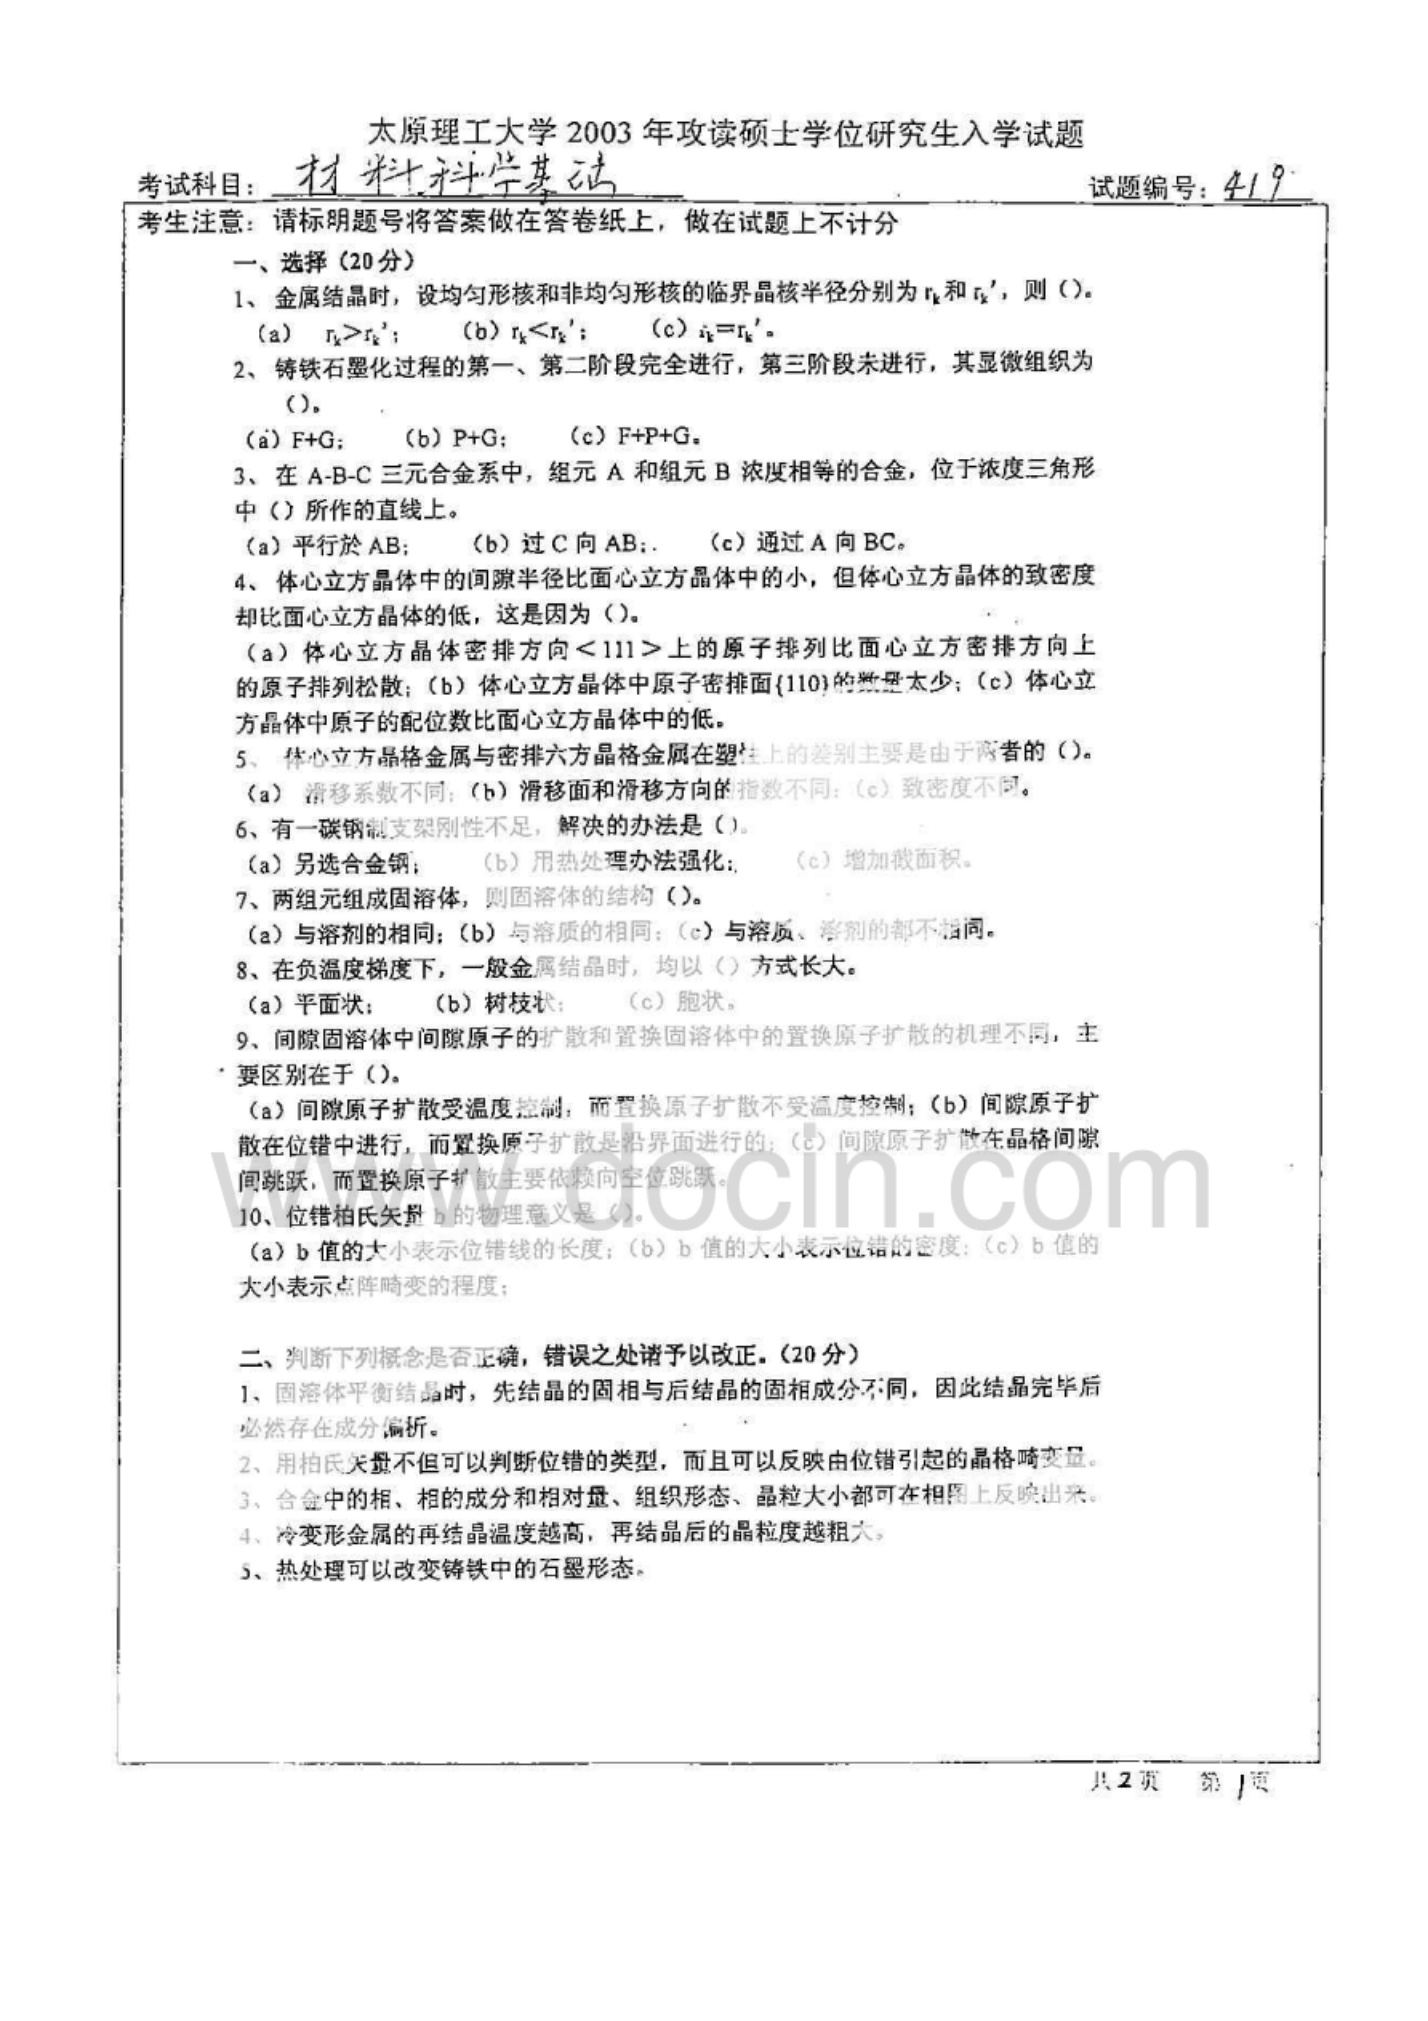 太原理工大学 2003 年攻读硕士学位研究生入学试题
考试科目: 材料科学基础 试题编号: 419
考生注意: 请标明题号将答案做在答卷纸上, 做在试题上不计分
一、选择（20分）
1、 金属结晶时, 设均匀形核和非均匀形核的临界晶核半径分别为 rk和 rk′, 则（）。
（a） rk>rk′; （b）rk<rk′; （c）rk=rk′。
2、 铸铁石墨化过程的第一、第二阶段完全进行, 第三阶段未进行, 其显微组织为
（）。
（a）F+G; （b）P+G; （c）F+P+G。
3、在 A-B-C 三元合金系中, 组元 A 和组元 B 浓度相等的合金, 位于浓度三角形
中（）所作的直线上。
（a）平行於 AB; （b）过 C 向 AB;. （c）通过 A 向 BC。
4、 体心立方晶体中的间隙半径比面心立方晶体中的小, 但体心立方晶体的致密度
却比面心立方晶体的低, 这是因为（）。
（a）体心立方晶体密排方向＜111＞上的原子排列比面心立方密排方向上
的原子排列松散;（b）体心立方晶体中原子密排面{110}的数量太少;（c）体心立
方晶体中原子的配位数比面心立方晶体中的低。
5、 体心立方晶格金属与密排六方晶格金属在塑性上的差别主要是由于两者的（）。
（a） 滑移系数不同;（b）滑移面和滑移方向的指数不同;（c）致密度不同。
6、有一碳钢制支架刚性不足, 解决的办法是（）。
（a）另选合金钢; （b）用热处理办法强化; （c）增加截面积。
7、两组元组成固溶体, 则固溶体的结构（）。
（a）与溶剂的相同;（b）与溶质的相同;（c）与溶质、溶剂的都不相同。
8、在负温度梯度下, 一般金属结晶时, 均以（）方式长大。
（a）平面状; （b）树枝状; （c）胞状。
9、间隙固溶体中间隙原子的扩散和置换固溶体中的置换原子扩散的机理不同, 主
要区别在于（）。
（a）间隙原子扩散受温度控制, 而置换原子扩散不受温度控制;（b）间隙原子扩
散在位错中进行, 而置换原子扩散是沿界面进行的;（c）间隙原子扩散在晶格间隙
间跳跃, 而置换原子扩散主要依赖向空位跳跃。
10、位错柏氏矢量 b 的物理意义是（）。
（a）b 值的大小表示位错线的长度;（b）b 值的大小表示位错的密度;（c）b 值的
大小表示点阵畸变的程度;
二、判断下列概念是否正确, 错误之处请予以改正。（20分）
1、固溶体平衡结晶时, 先结晶的固相与后结晶的固相成分不同, 因此结晶完毕后
必然存在成分偏析。
2、用柏氏矢量不但可以判断位错的类型, 而且可以反映由位错引起的晶格畸变量。
3、合金中的相、相的成分和相对量、组织形态、晶粒大小都可在相图上反映出来。
4、冷变形金属的再结晶温度越高, 再结晶后的晶粒度越粗大。
5、热处理可以改变铸铁中的石墨形态。
www.docin.com
共 2 页 第 1 页